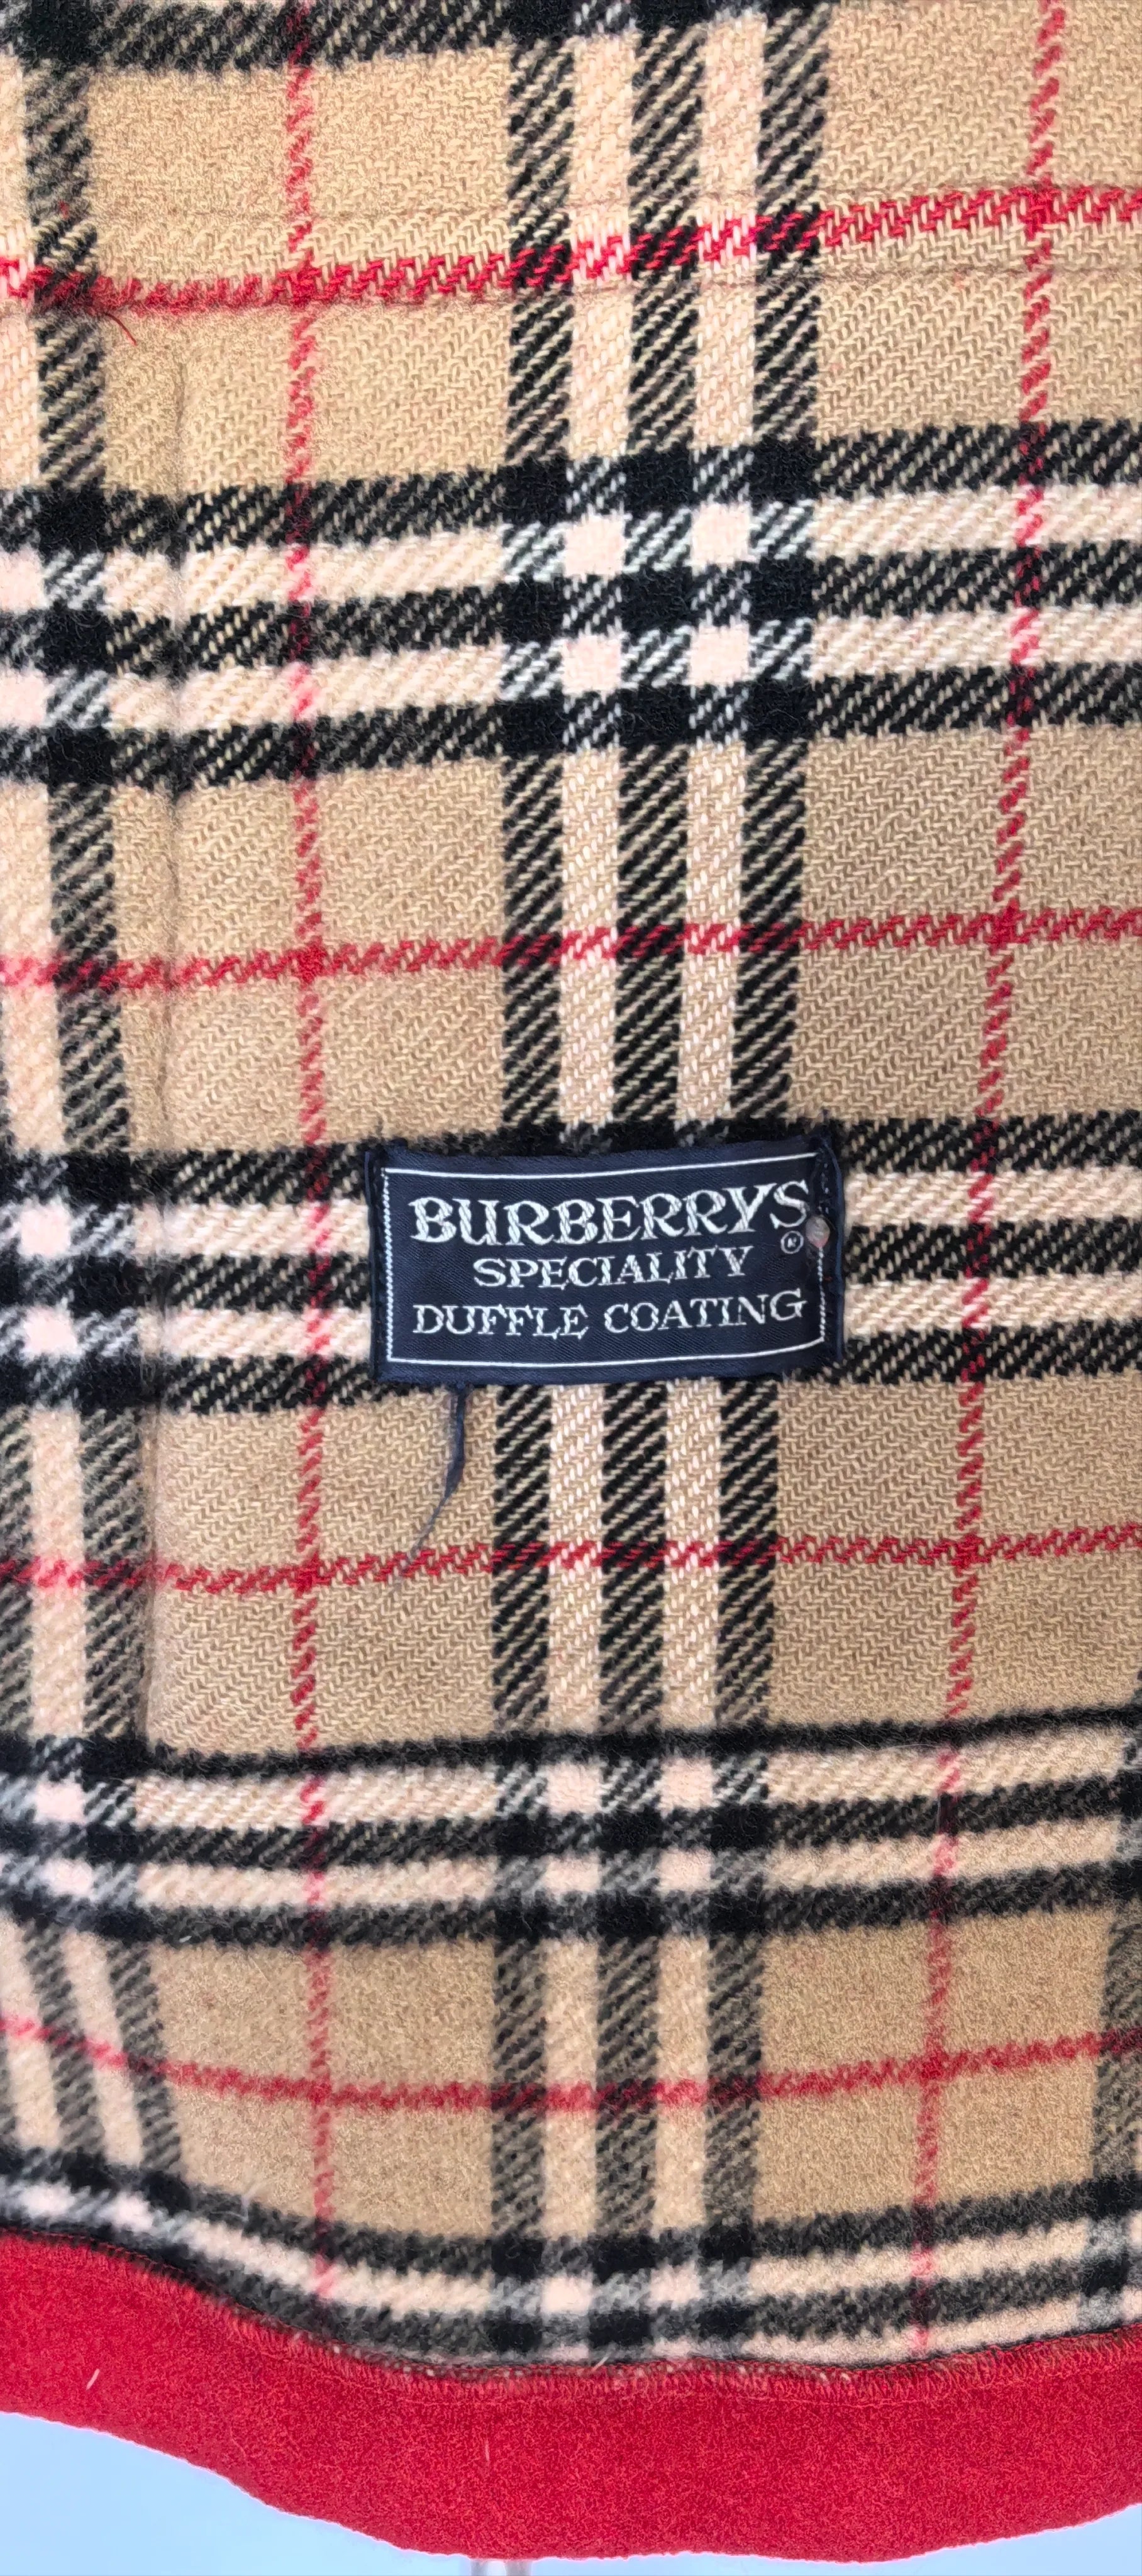 BURBERRYS
®
SPECIALITY
DUFFLE COATING